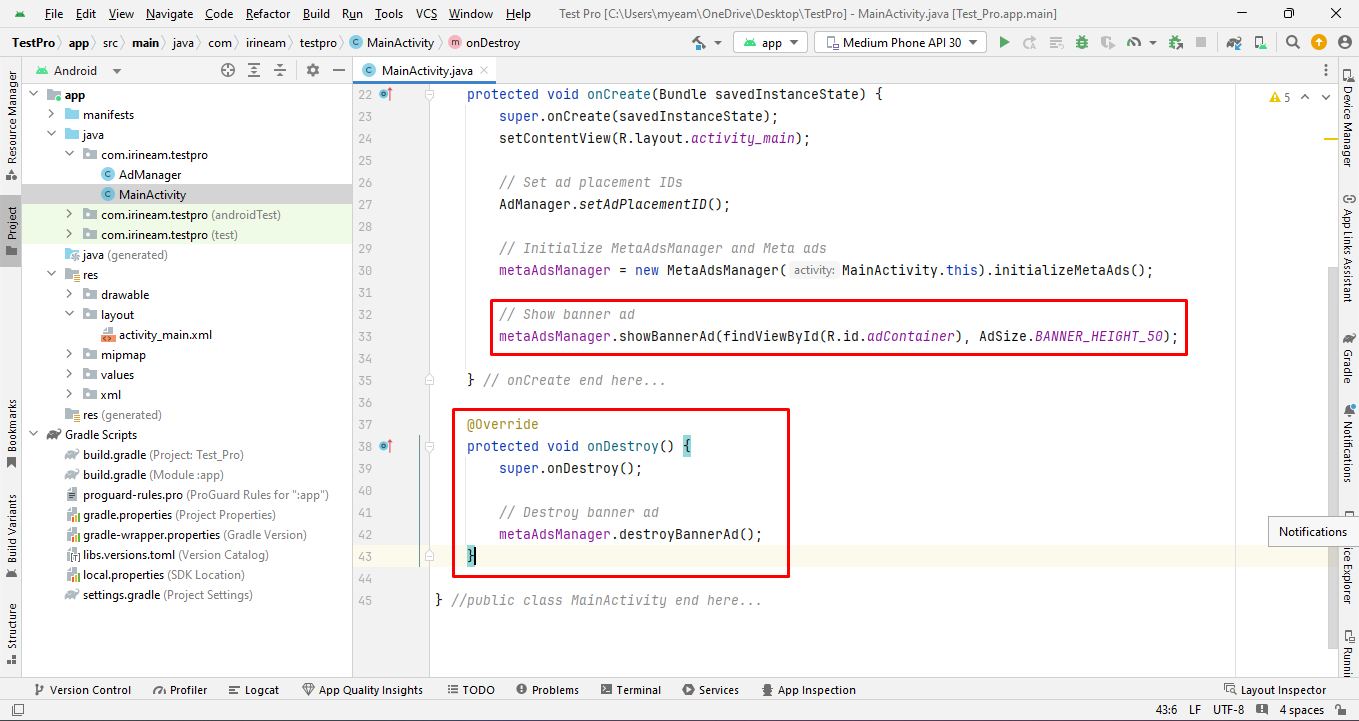 File Edit View Navigate Code Refactor Build Run Tools VCS Window Help Test Pro [C:\Users\myeam\OneDrive\Desktop\TestPro] - MainActivity.java [Test_Pro.app.main]
TestPro app src main java com irineam testpro MainActivity onDestroy app Medium Phone API 30
Android
MainActivity.java
Resource Manager
Project
Bookmarks
Build Variants
Structure
app
manifests
java
com.irineam.testpro
AdManager
MainActivity
com.irineam.testpro (androidTest)
com.irineam.testpro (test)
java (generated)
res
drawable
layout
activity_main.xml
mipmap
values
xml
res (generated)
Gradle Scripts
build.gradle (Project: Test_Pro)
build.gradle (Module :app)
proguard-rules.pro (ProGuard Rules for ":app")
gradle.properties (Project Properties)
gradle-wrapper.properties (Gradle Version)
libs.versions.toml (Version Catalog)
local.properties (SDK Location)
settings.gradle (Project Settings)
5
22 protected void onCreate(Bundle savedInstanceState) {
23 super.onCreate(savedInstanceState);
24 setContentView(R.layout.activity_main);
25
26 // Set ad placement IDs
27 AdManager.setAdPlacementID();
28
29 // Initialize MetaAdsManager and Meta ads
30 metaAdsManager = new MetaAdsManager( activity: MainActivity.this).initializeMetaAds();
31
32 // Show banner ad
33 metaAdsManager.showBannerAd(findViewById(R.id.adContainer), AdSize.BANNER_HEIGHT_50);
34
35 } // onCreate end here...
36
37 @Override
38 protected void onDestroy() {
39 super.onDestroy();
40
41 // Destroy banner ad
42 metaAdsManager.destroyBannerAd();
43 }
44
45 } //public class MainActivity end here...
Device Manager
App Links Assistant
Gradle
Notifications
Notifications
ice Explorer
Runnin
Version Control Profiler Logcat App Quality Insights TODO Problems Terminal Services App Inspection Layout Inspector
43:6 LF UTF-8 4 spaces